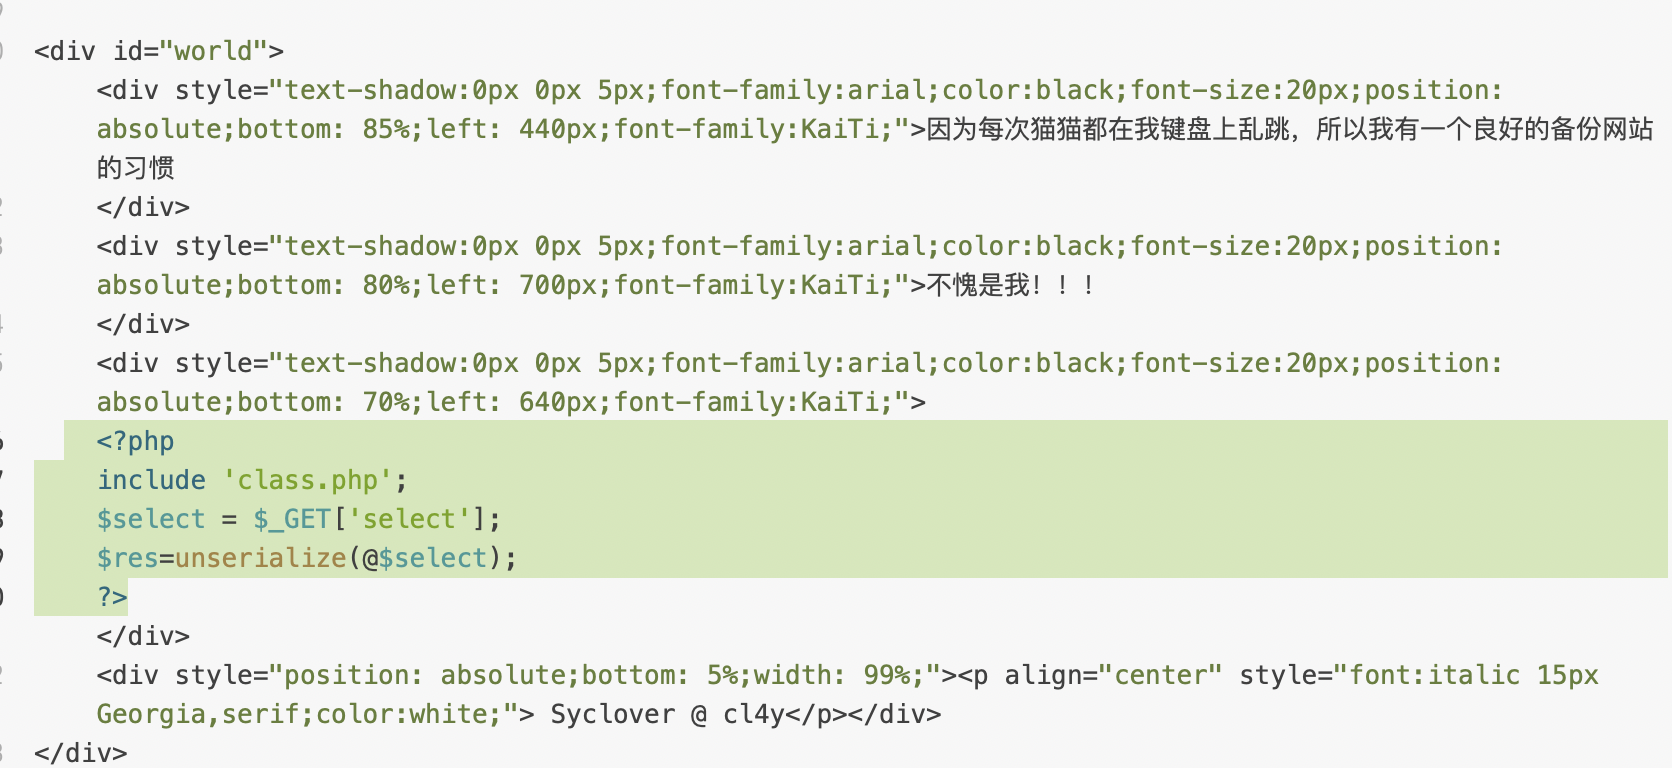 <div id="world">
<div style="text-shadow:0px 0px 5px;font-family:arial;color:black;font-size:20px;position:
absolute;bottom: 85%;left: 440px;font-family:KaiTi;">因为每次猫猫都在我键盘上乱跳，所以我有一个良好的备份网站
的习惯
</div>
<div style="text-shadow:0px 0px 5px;font-family:arial;color:black;font-size:20px;position:
absolute;bottom: 80%;left: 700px;font-family:KaiTi;">不愧是我！！！
</div>
<div style="text-shadow:0px 0px 5px;font-family:arial;color:black;font-size:20px;position:
absolute;bottom: 70%;left: 640px;font-family:KaiTi;">
<?php
include 'class.php';
$select = $_GET['select'];
$res=unserialize(@$select);
?>
</div>
<div style="position: absolute;bottom: 5%;width: 99%;"><p align="center" style="font:italic 15px
Georgia,serif;color:white;"> Syclover @ cl4y</p></div>
</div>